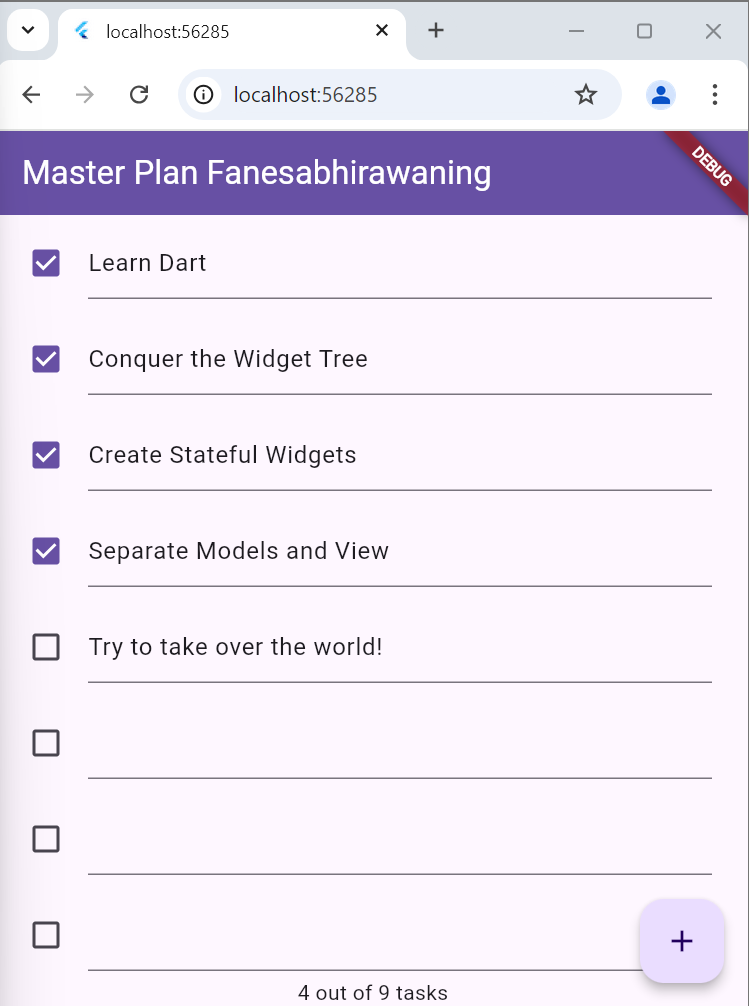 localhost:56285
localhost:56285
Master Plan Fanesabhirawaning
DEBUG
Learn Dart
Conquer the Widget Tree
Create Stateful Widgets
Separate Models and View
Try to take over the world!
4 out of 9 tasks